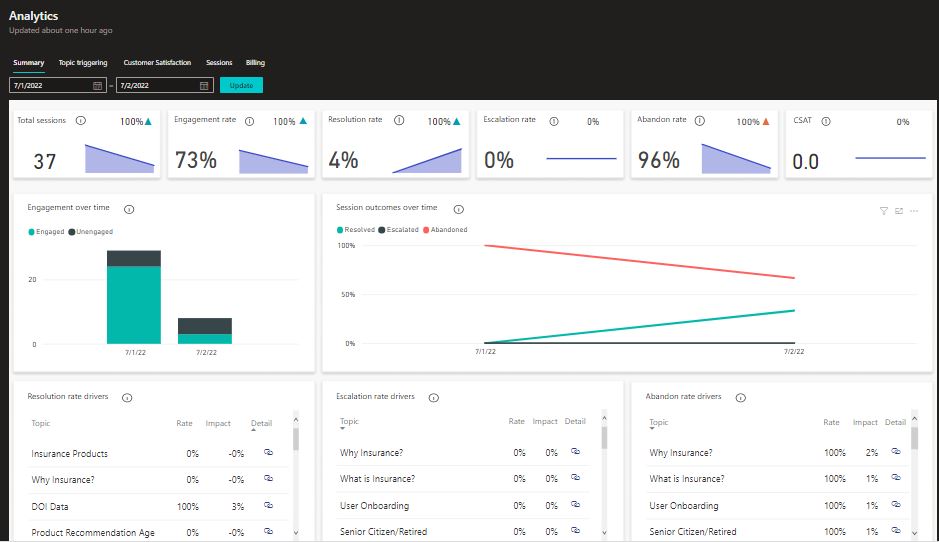 Analytics
Updated about one hour ago
Summary Topic triggering Customer Satisfaction Sessions Billing
7/1/2022 – 7/2/2022 Update
Total sessions 100% Engagement rate 100% Resolution rate 100% Escalation rate 0% Abandon rate 100% CSAT 0%
37 73% 4% 0% 96% 0.0
Engagement over time Session outcomes over time
Engaged Unengaged Resolved Escalated Abandoned
100%
20
50%
0 0%
7/1/22 7/2/22 7/1/22 7/2/22
Resolution rate drivers Escalation rate drivers Abandon rate drivers
Topic Rate Impact Detail Topic Rate Impact Detail Topic Rate Impact Detail
Insurance Products 0% -0% Why Insurance? 0% 0% Why Insurance? 100% 2%
Why Insurance? 0% -0% What is Insurance? 0% 0% What is Insurance? 100% 1%
DOI Data 100% 3% User Onboarding 0% 0% User Onboarding 100% 1%
Product Recommendation Age 0% -0% Senior Citizen/Retired 0% 0% Senior Citizen/Retired 100% 1%